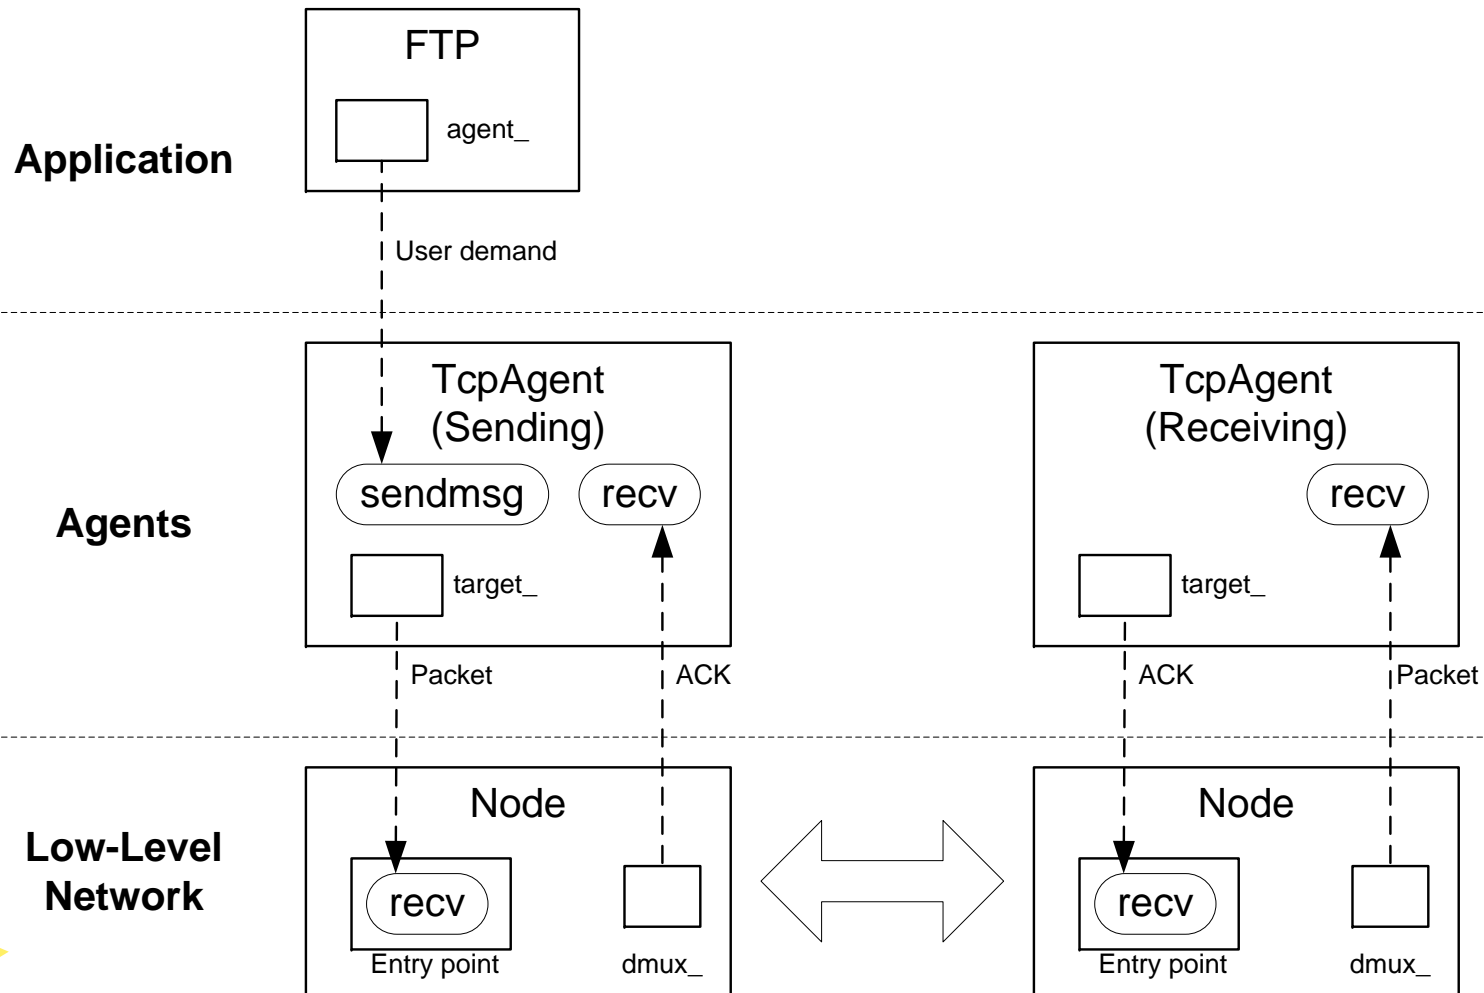 FTP
agent_
Application
User demand
TcpAgent
(Sending)
TcpAgent
(Receiving)
sendmsg
recv
recv
Agents
target_
target_
Packet
ACK
ACK
Packet
Node
Node
Low-Level
Network
recv
recv
Entry point
dmux_
Entry point
dmux_